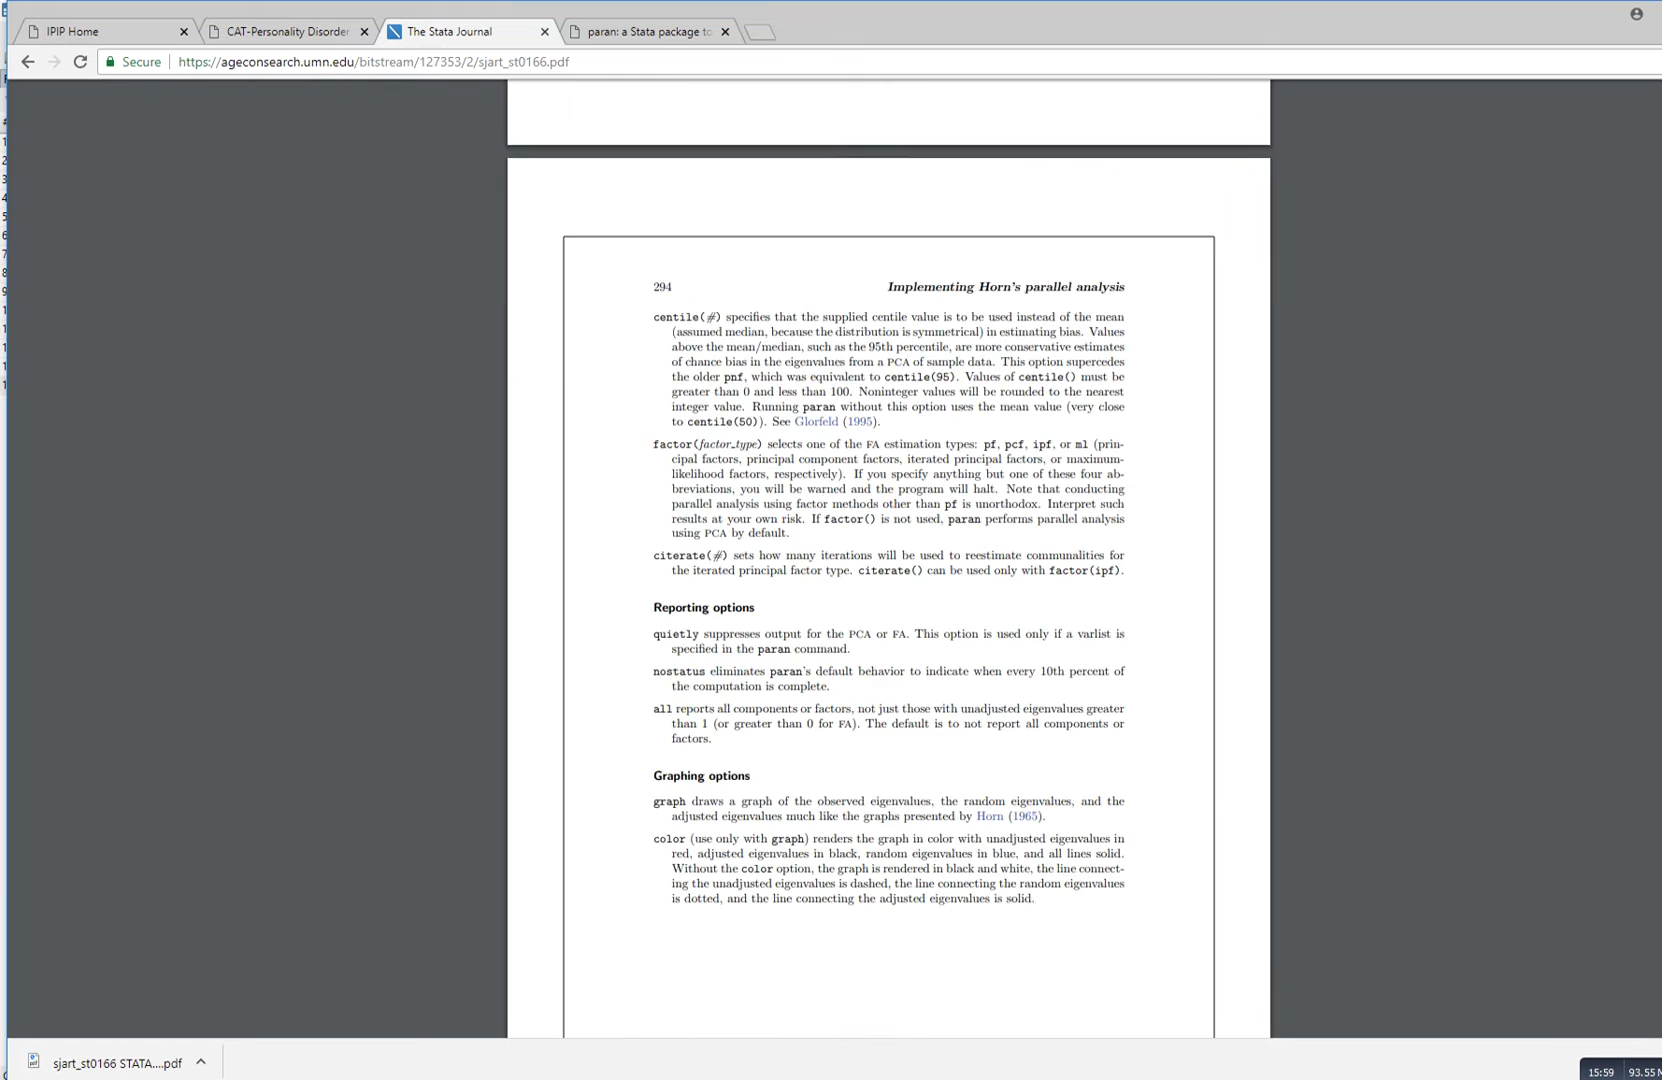 IPIP Home
CAT-Personality Disorder
The Stata Journal
paran: a Stata package to
Secure
https://ageconsearch.umn.edu/bitstream/127353/2/sjart_st0166.pdf
294
Implementing Horn's parallel analysis
centile(#) specifies that the supplied centile value is to be used instead of the mean
(assumed median, because the distribution is symmetrical) in estimating bias. Values
above the mean/median, such as the 95th percentile, are more conservative estimates
of chance bias in the eigenvalues from a PCA of sample data. This option supercedes
the older pnf, which was equivalent to centile(95). Values of centile() must be
greater than 0 and less than 100. Noninteger values will be rounded to the nearest
integer value. Running paran without this option uses the mean value (very close
to centile(50)). See Glorfeld (1995).
factor(factor_type) selects one of the FA estimation types: pf, pcf, ipf, or ml (prin-
cipal factors, principal component factors, iterated principal factors, or maximum-
likelihood factors, respectively). If you specify anything but one of these four ab-
breviations, you will be warned and the program will halt. Note that conducting
parallel analysis using factor methods other than pf is unorthodox. Interpret such
results at your own risk. If factor() is not used, paran performs parallel analysis
using PCA by default.
citerate(#) sets how many iterations will be used to reestimate communalities for
the iterated principal factor type. citerate() can be used only with factor(ipf).
Reporting options
quietly suppresses output for the PCA or FA. This option is used only if a varlist is
specified in the paran command.
nostatus eliminates paran's default behavior to indicate when every 10th percent of
the computation is complete.
all reports all components or factors, not just those with unadjusted eigenvalues greater
than 1 (or greater than 0 for FA). The default is to not report all components or
factors.
Graphing options
graph draws a graph of the observed eigenvalues, the random eigenvalues, and the
adjusted eigenvalues much like the graphs presented by Horn (1965).
color (use only with graph) renders the graph in color with unadjusted eigenvalues in
red, adjusted eigenvalues in black, random eigenvalues in blue, and all lines solid.
Without the color option, the graph is rendered in black and white, the line connect-
ing the unadjusted eigenvalues is dashed, the line connecting the random eigenvalues
is dotted, and the line connecting the adjusted eigenvalues is solid.
sjart_st0166 STATA....pdf
15:59
93.55